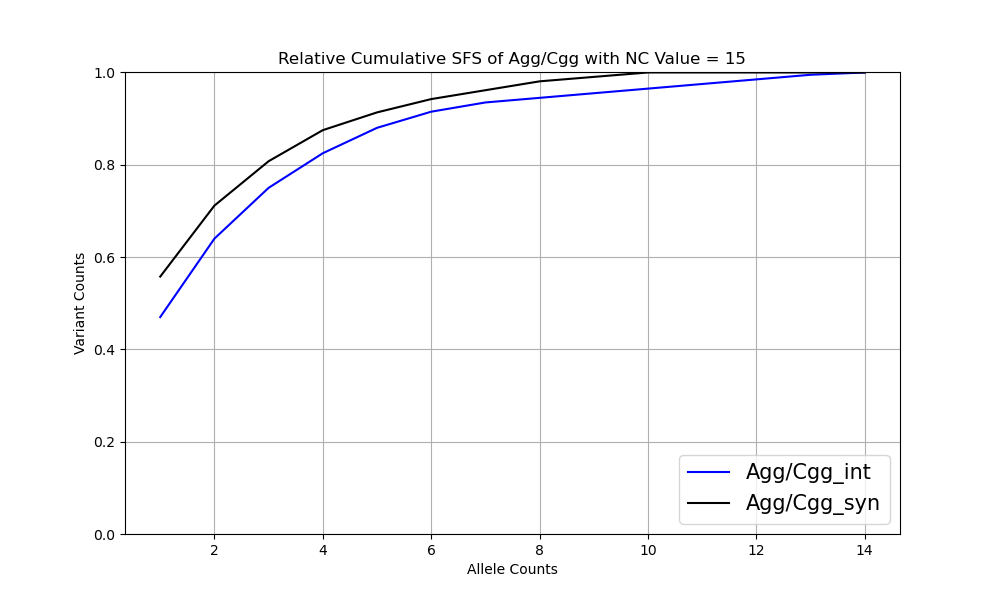 Relative Cumulative SFS of Agg/Cgg with NC Value = 15
1.0
0.8
0.6
0.4
0.2
0.0
Variant Counts
2 4 6 8 10 12 14
Allele Counts
Agg/Cgg_int
Agg/Cgg_syn